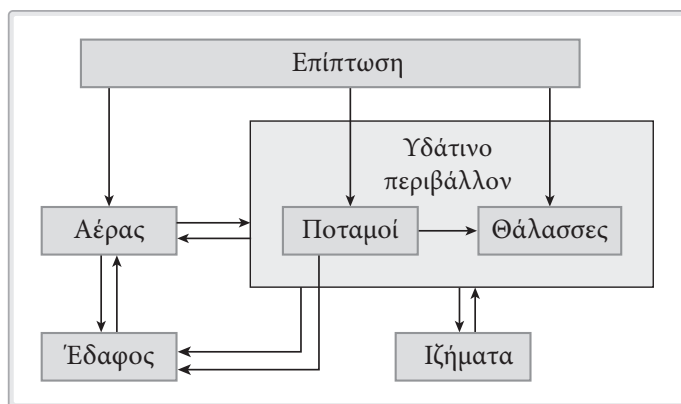 Επίπτωση
Υδάτινο
περιβάλλον
Αέρας
Ποταμοί
Θάλασσες
Έδαφος
Ιζήματα